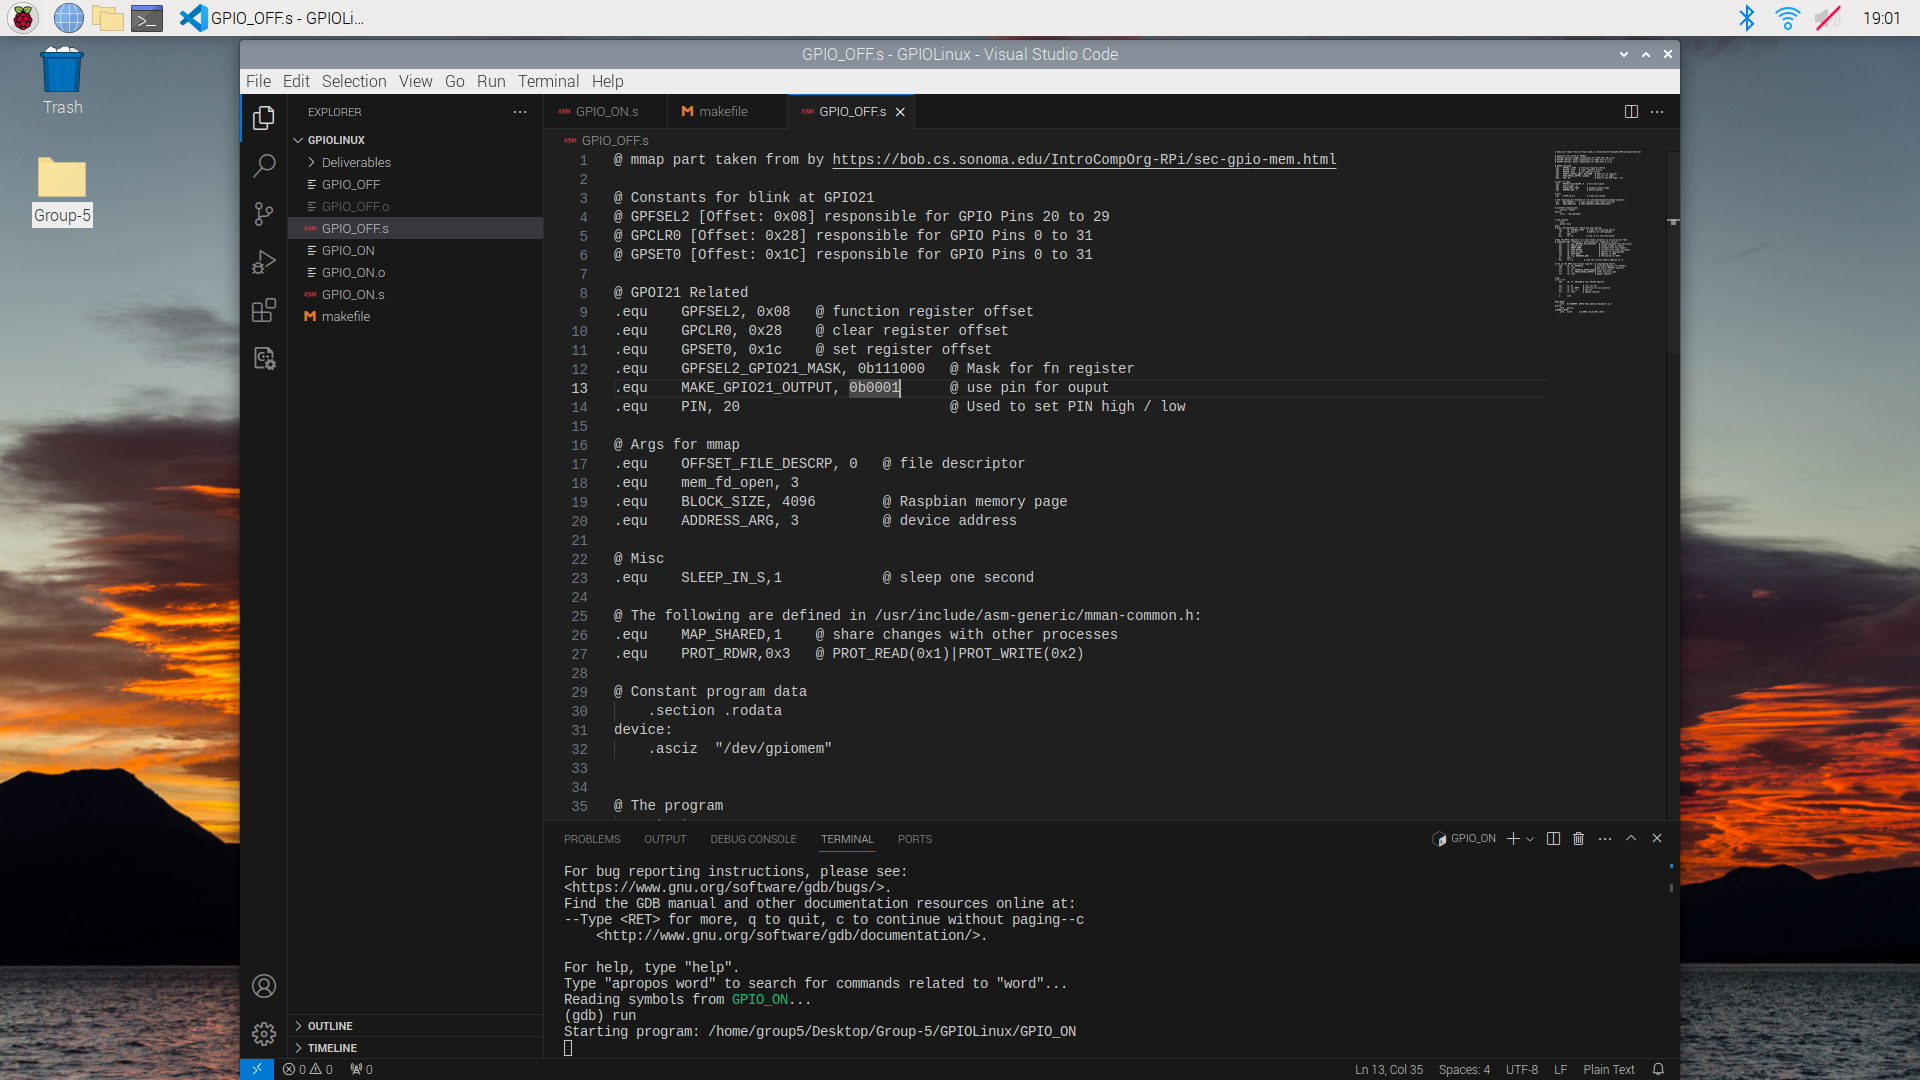 GPIO_OFF.s - GPIOLi...
19:01
Trash
Group-5
GPIO_OFF.s - GPIOLinux - Visual Studio Code
File Edit Selection View Go Run Terminal Help
EXPLORER
GPIOLINUX
Deliverables
GPIO_OFF
GPIO_OFF.o
ASM GPIO_OFF.s
GPIO_ON
GPIO_ON.o
ASM GPIO_ON.s
makefile
OUTLINE
TIMELINE
ASM GPIO_ON.s makefile ASM GPIO_OFF.s
ASM GPIO_OFF.s
1 @ mmap part taken from by https://bob.cs.sonoma.edu/IntroCompOrg-RPi/sec-gpio-mem.html
2
3 @ Constants for blink at GPIO21
4 @ GPFSEL2 [Offset: 0x08] responsible for GPIO Pins 20 to 29
5 @ GPCLR0 [Offset: 0x28] responsible for GPIO Pins 0 to 31
6 @ GPSET0 [Offest: 0x1C] responsible for GPIO Pins 0 to 31
7
8 @ GPOI21 Related
9 .equ GPFSEL2, 0x08 @ function register offset
10 .equ GPCLR0, 0x28 @ clear register offset
11 .equ GPSET0, 0x1c @ set register offset
12 .equ GPFSEL2_GPIO21_MASK, 0b111000 @ Mask for fn register
13 .equ MAKE_GPIO21_OUTPUT, 0b0001 @ use pin for ouput
14 .equ PIN, 20 @ Used to set PIN high / low
15
16 @ Args for mmap
17 .equ OFFSET_FILE_DESCRP, 0 @ file descriptor
18 .equ mem_fd_open, 3
19 .equ BLOCK_SIZE, 4096 @ Raspbian memory page
20 .equ ADDRESS_ARG, 3 @ device address
21
22 @ Misc
23 .equ SLEEP_IN_S,1 @ sleep one second
24
25 @ The following are defined in /usr/include/asm-generic/mman-common.h:
26 .equ MAP_SHARED,1 @ share changes with other processes
27 .equ PROT_RDWR,0x3 @ PROT_READ(0x1)|PROT_WRITE(0x2)
28
29 @ Constant program data
30 .section .rodata
31 device:
32 .asciz "/dev/gpiomem"
33
34
35 @ The program
PROBLEMS OUTPUT DEBUG CONSOLE TERMINAL PORTS
GPIO_ON
For bug reporting instructions, please see:
<https://www.gnu.org/software/gdb/bugs/>.
Find the GDB manual and other documentation resources online at:
--Type <RET> for more, q to quit, c to continue without paging--c
<http://www.gnu.org/software/gdb/documentation/>.
For help, type "help".
Type "apropos word" to search for commands related to "word"...
Reading symbols from GPIO_ON...
(gdb) run
Starting program: /home/group5/Desktop/Group-5/GPIOLinux/GPIO_ON
0 0 0
Ln 13, Col 35 Spaces: 4 UTF-8 LF Plain Text